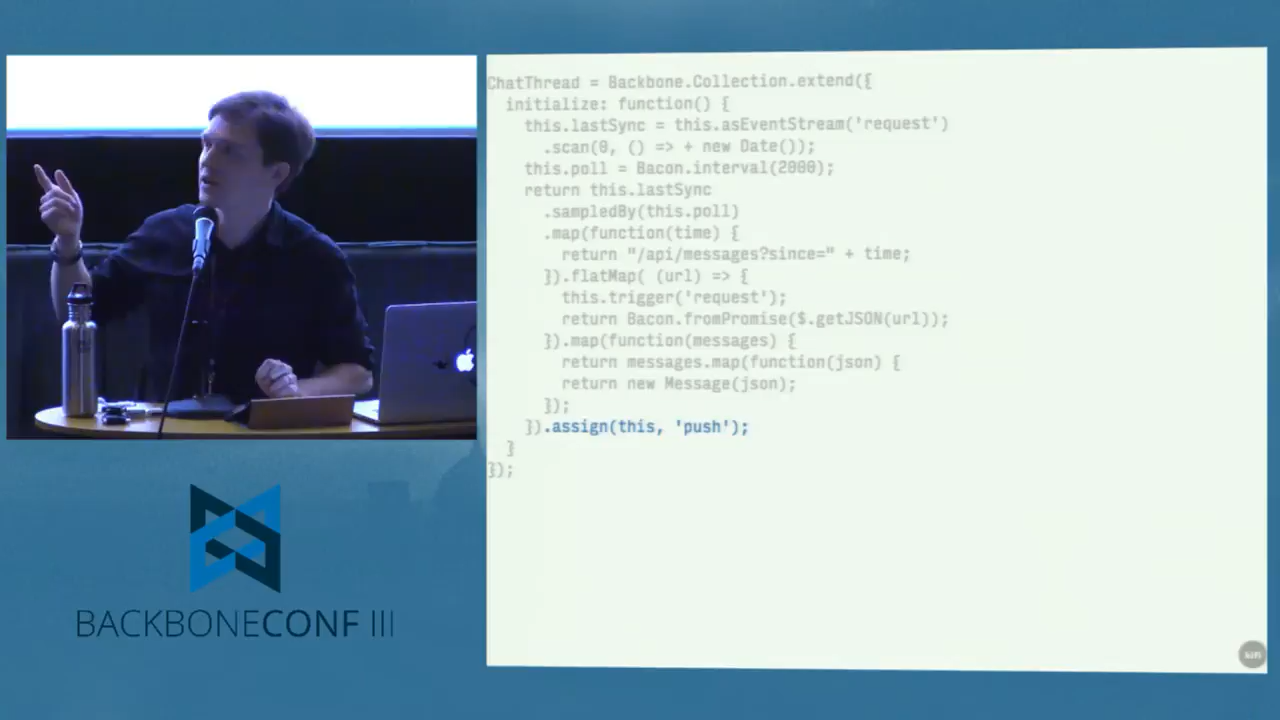 ChatThread = Backbone.Collection.extend({
initialize: function() {
this.lastSync = this.asEventStream('request')
.scan(0, () => + new Date());
this.poll = Bacon.interval(2000);
return this.lastSync
.sampledBy(this.poll)
.map(function(time) {
return "/api/messages?since=" + time;
}).flatMap( (url) => {
this.trigger('request');
return Bacon.fromPromise($.getJSON(url));
}).map(function(messages) {
return messages.map(function(json) {
return new Message(json);
});
}).assign(this, 'push');
}
});
BACKBONECONF III